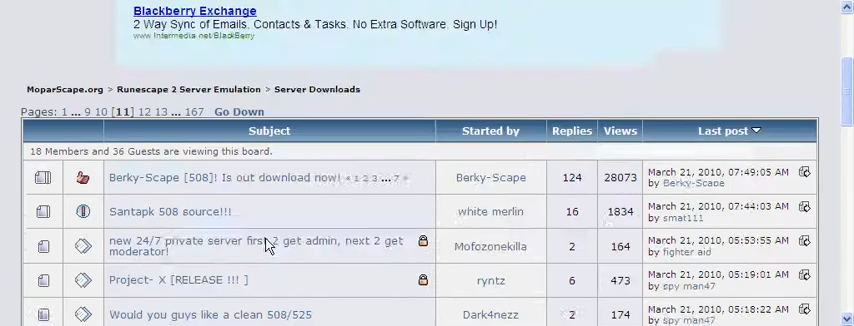 Blackberry Exchange
2 Way Sync of Emails, Contacts & Tasks. No Extra Software. Sign Up!
www.Intermedia.net/BlackBerry
MoparScape.org > Runescape 2 Server Emulation > Server Downloads
Pages: 1 ... 9 10 [11] 12 13 ... 167 Go Down
Subject Started by Replies Views Last post
18 Members and 36 Guests are viewing this board.
Berky-Scape [508]! Is out download now! « 1 2 3 ... 7 » Berky-Scape 124 28073 March 21, 2010, 07:49:05 AM
by Berky-Scape
Santapk 508 source!!! white merlin 16 1834 March 21, 2010, 07:44:03 AM
by smat111
new 24/7 private server first 2 get admin, next 2 get
moderator! Mofozonekilla 2 164 March 21, 2010, 05:53:55 AM
by fighter aid
Project- X [RELEASE !!! ] ryntz 6 473 March 21, 2010, 05:19:01 AM
by spy man47
Would you guys like a clean 508/525 Dark4nezz 2 174 March 21, 2010, 05:18:22 AM
by spy man47